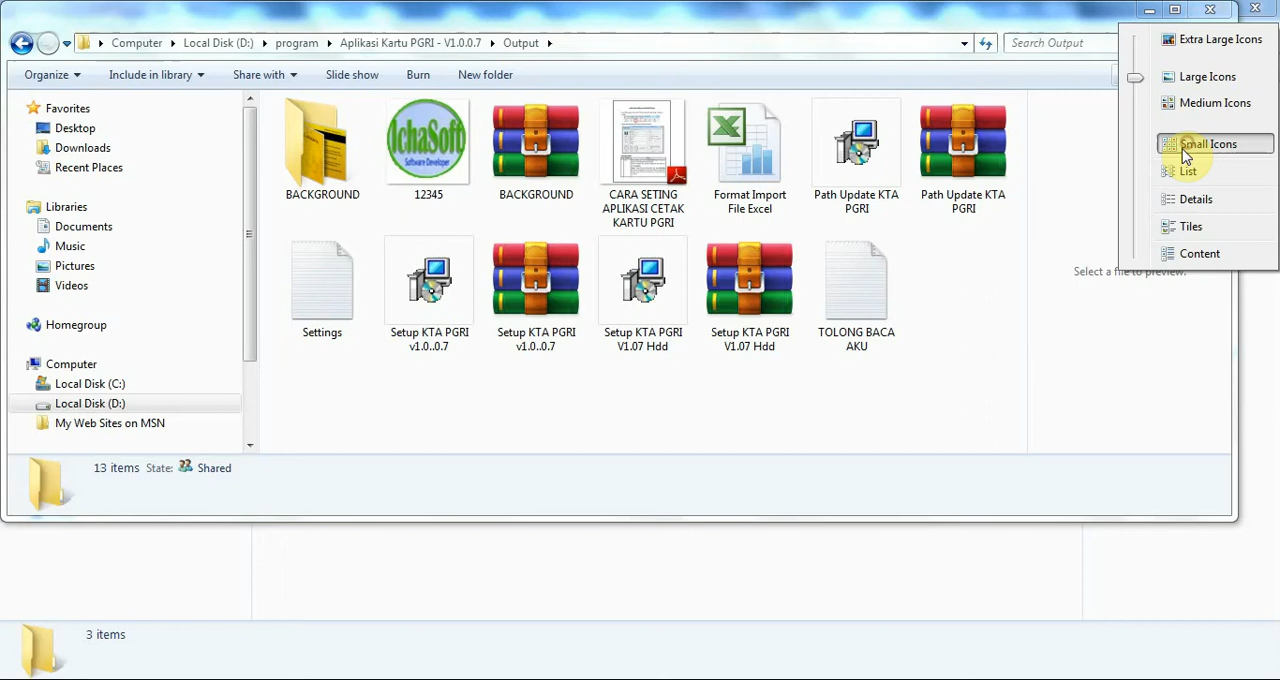 Computer Local Disk (D:) program Aplikasi Kartu PGRI - V1.0.0.7 Output
Search Output
Organize Include in library Share with Slide show Burn New folder
Extra Large Icons
Large Icons
Medium Icons
Small Icons
List
Details
Tiles
Content
Favorites
Desktop
Downloads
Recent Places
Libraries
Documents
Music
Pictures
Videos
Homegroup
Computer
Local Disk (C:)
Local Disk (D:)
My Web Sites on MSN
BACKGROUND
IchaSoft
Software Developer
12345
BACKGROUND
CARA SETING
APLIKASI CETAK
KARTU PGRI
Format Import
File Excel
Path Update KTA
PGRI
Path Update KTA
PGRI
Settings
Setup KTA PGRI
v1.0..0.7
Setup KTA PGRI
v1.0..0.7
Setup KTA PGRI
V1.07 Hdd
Setup KTA PGRI
V1.07 Hdd
TOLONG BACA
AKU
Select a file to preview.
13 items State: Shared
3 items